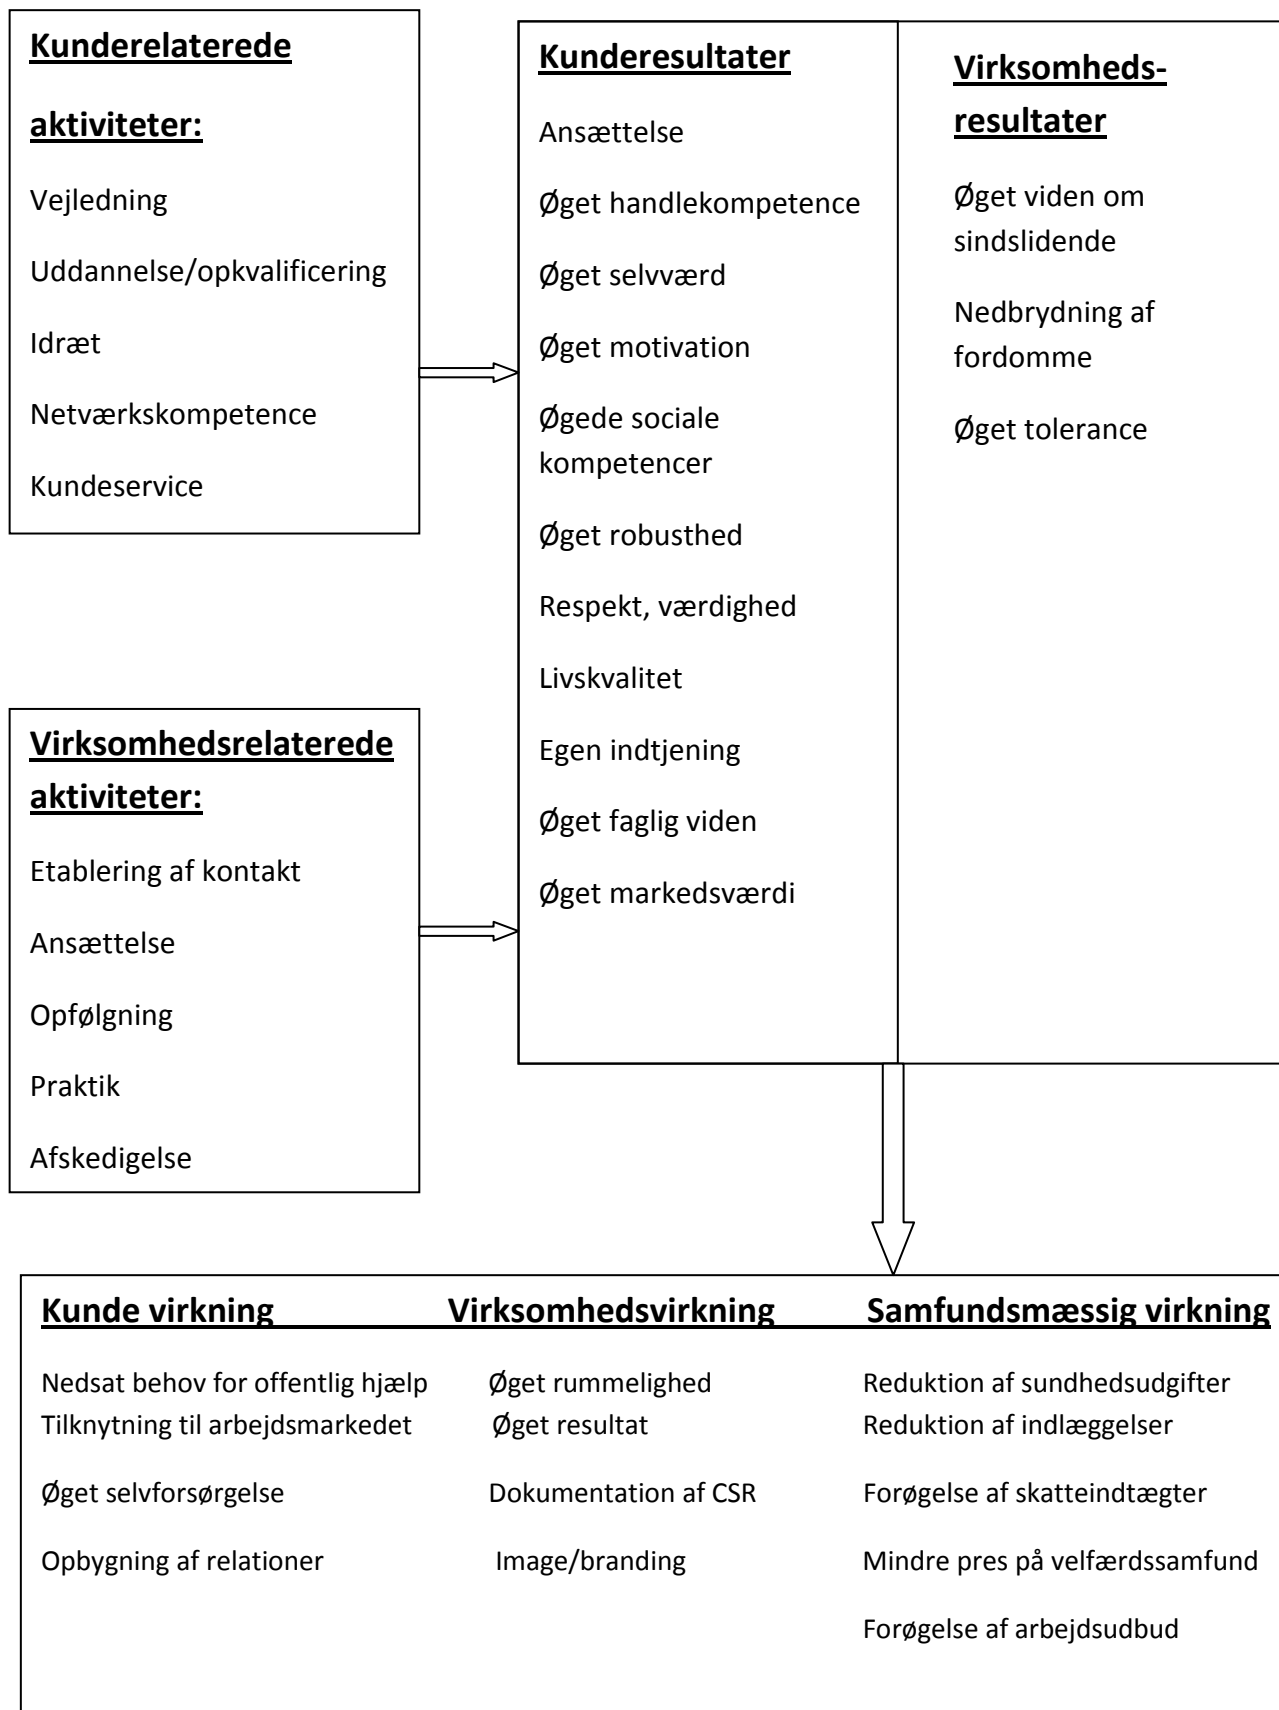 Kunderelaterede
aktiviteter:
Vejledning
Uddannelse/opkvalificering
Idræt
Netværkskompetence
Kundeservice
Virksomhedsrelaterede
aktiviteter:
Etablering af kontakt
Ansættelse
Opfølgning
Praktik
Afskedigelse
Kunderesultater
Ansættelse
Øget handlekompetence
Øget selvværd
Øget motivation
Øgede sociale
kompetencer
Øget robusthed
Respekt, værdighed
Livskvalitet
Egen indtjening
Øget faglig viden
Øget markedsværdi
Virksomheds-
resultater
Øget viden om
sindslidende
Nedbrydning af
fordomme
Øget tolerance
Kunde virkning
Nedsat behov for offentlig hjælp
Tilknytning til arbejdsmarkedet
Øget selvforsørgelse
Opbygning af relationer
Virksomhedsvirkning
Øget rummelighed
Øget resultat
Dokumentation af CSR
Image/branding
Samfundsmæssig virkning
Reduktion af sundhedsudgifter
Reduktion af indlæggelser
Forøgelse af skatteindtægter
Mindre pres på velfærdssamfund
Forøgelse af arbejdsudbud